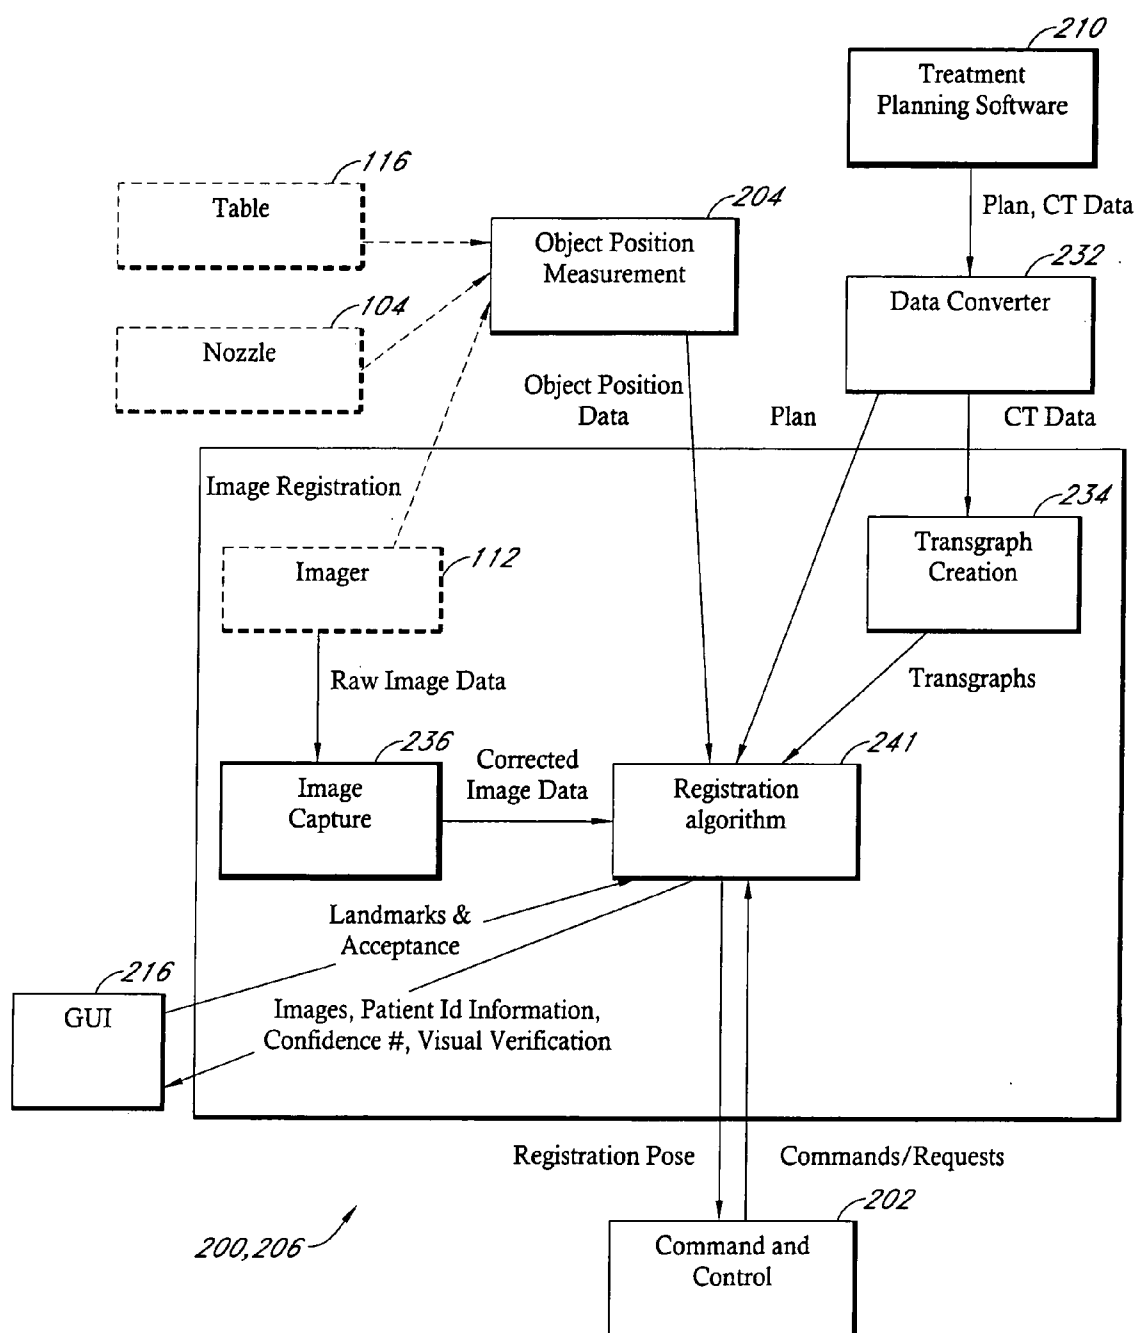 210
Treatment
Planning Software
116
Table
204
Object Position
Measurement
Plan, CT Data
232
Data Converter
104
Nozzle
Object Position
Data
Plan
CT Data
Image Registration
234
Transgraph
Creation
112
Imager
Raw Image Data
Transgraphs
236
Image
Capture
Corrected
Image Data
241
Registration
algorithm
Landmarks &
Acceptance
216
GUI
Images, Patient Id Information,
Confidence #, Visual Verification
Registration Pose
Commands/Requests
202
Command and
Control
200,206